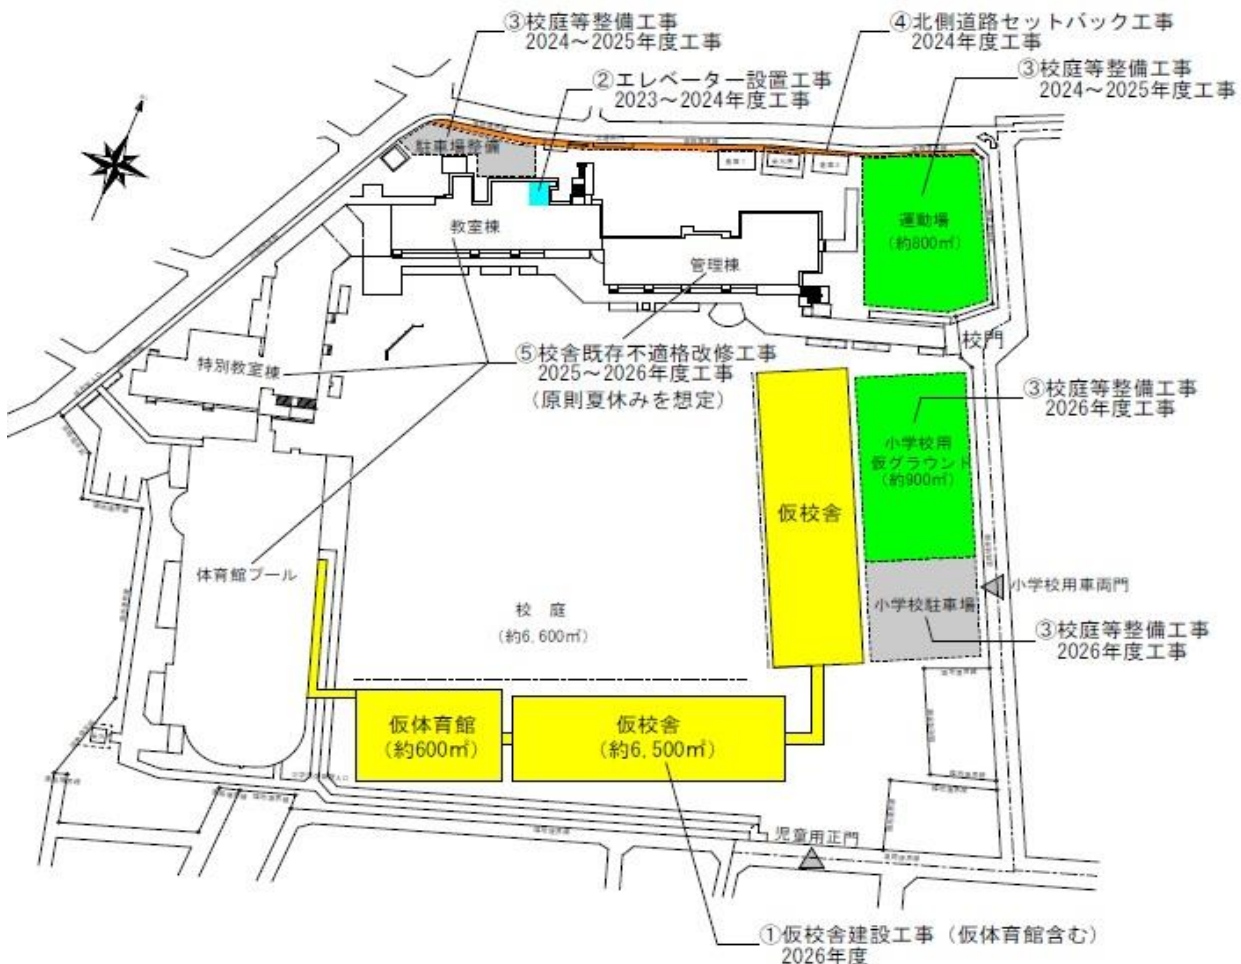 ③校庭等整備工事
2024～2025年度工事
④北側道路セットバック工事
2024年度工事
②エレベーター設置工事
2023～2024年度工事
③校庭等整備工事
2024～2025年度工事
駐車場整備
運動場
(約800㎡)
教室棟
管理棟
校門
特別教室棟
⑤校舎既存不適格改修工事
2025～2026年度工事
(原則夏休みを想定)
③校庭等整備工事
2026年度工事
小学校用
仮グラウンド
(約900㎡)
仮校舎
体育館プール
校 庭
(約6,600㎡)
小学校駐車場
小学校用車両門
③校庭等整備工事
2026年度工事
仮体育館
(約600㎡)
仮校舎
(約6,500㎡)
児童用正門
①仮校舎建設工事（仮体育館含む）
2026年度